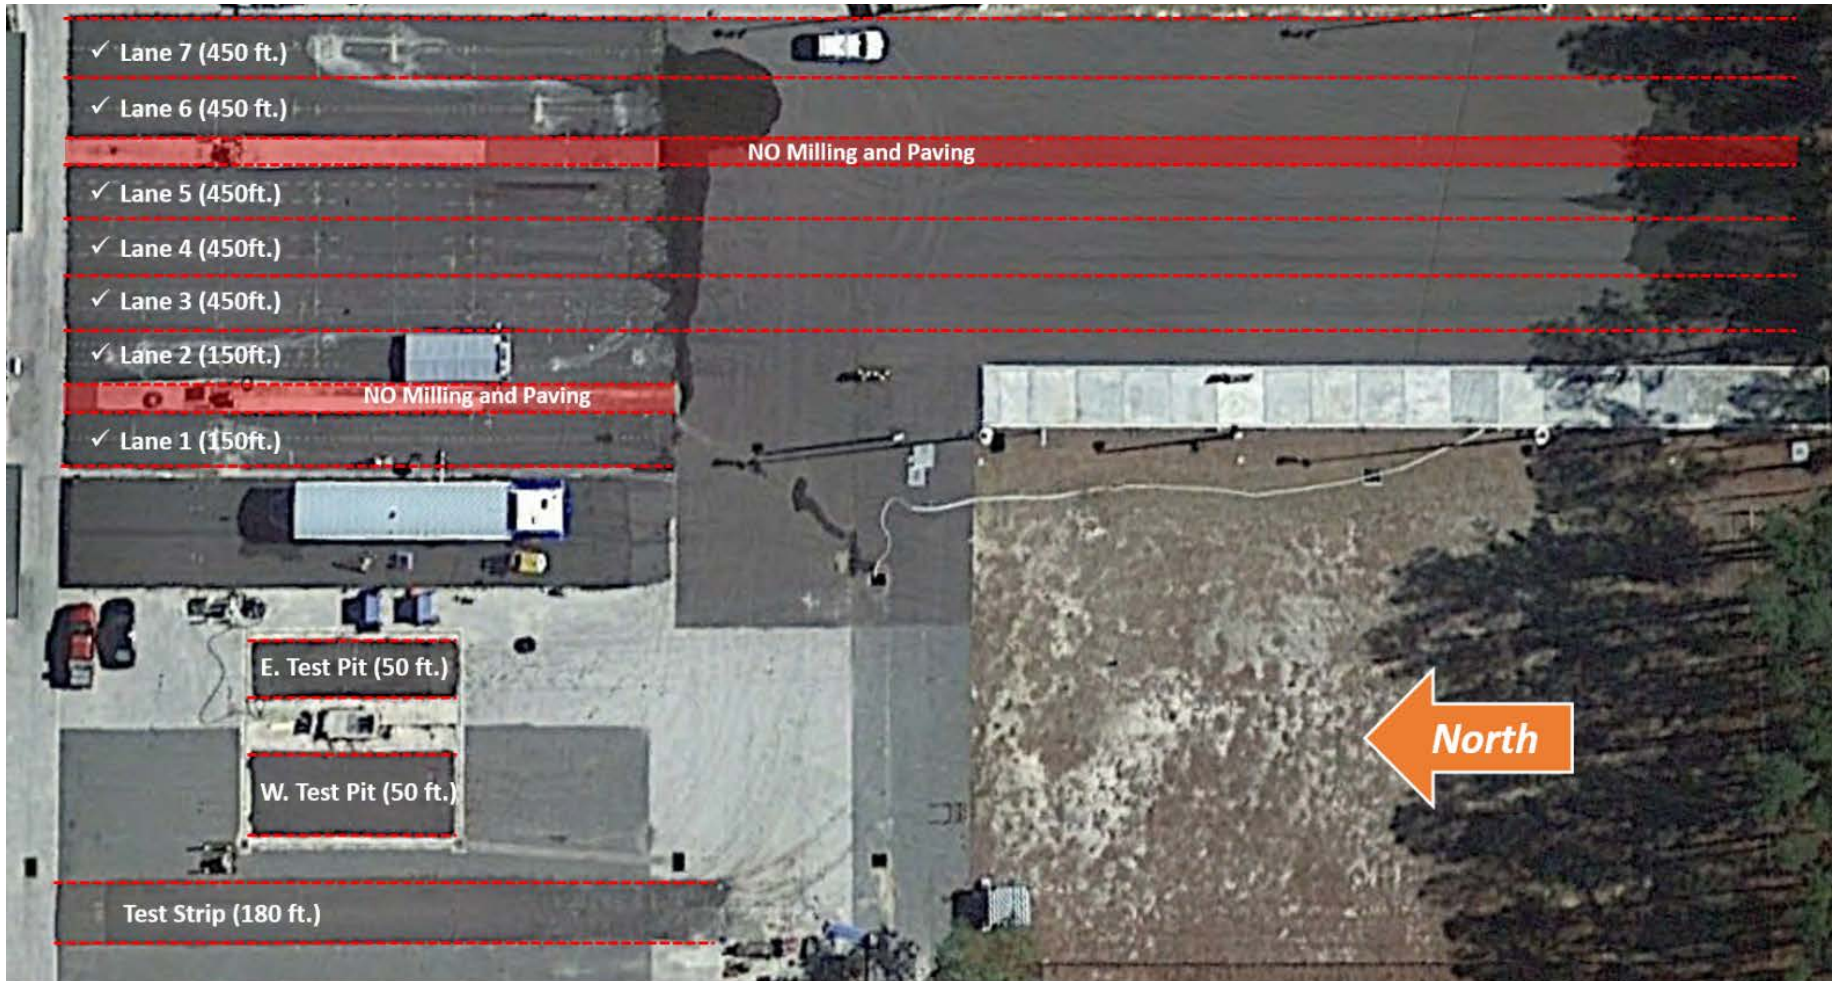 ✓ Lane 7 (450 ft.)
✓ Lane 6 (450 ft.)
NO Milling and Paving
✓ Lane 5 (450ft.)
✓ Lane 4 (450ft.)
✓ Lane 3 (450ft.)
✓ Lane 2 (150ft.)
NO Milling and Paving
✓ Lane 1 (150ft.)
E. Test Pit (50 ft.)
North
W. Test Pit (50 ft.)
Test Strip (180 ft.)